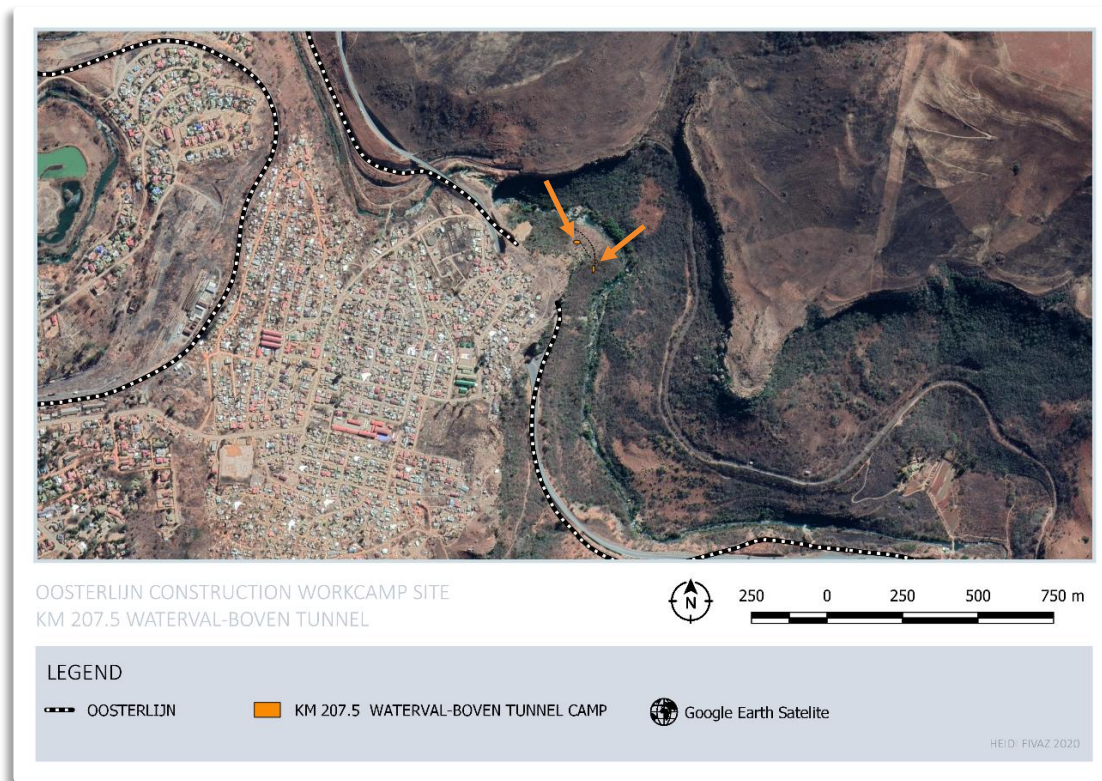 OOSTERLIJN CONSTRUCTION WORKCAMP SITE
KM 207.5 WATERVAL-BOVEN TUNNEL
N
250 0 250 500 750 m
LEGEND
OOSTERLIJN
KM 207.5 WATERVAL-BOVEN TUNNEL CAMP
Google Earth Satelite
HEIDI FIVAZ 2020